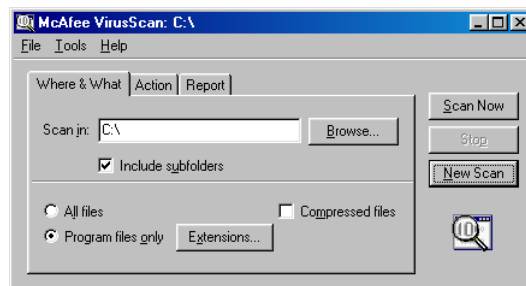 McAfee VirusScan: C:\
File Tools Help
Where & What Action Report
Scan in: C:\ Browse...
Include subfolders
All files
Compressed files
Program files only Extensions...
Scan Now
Stop
New Scan